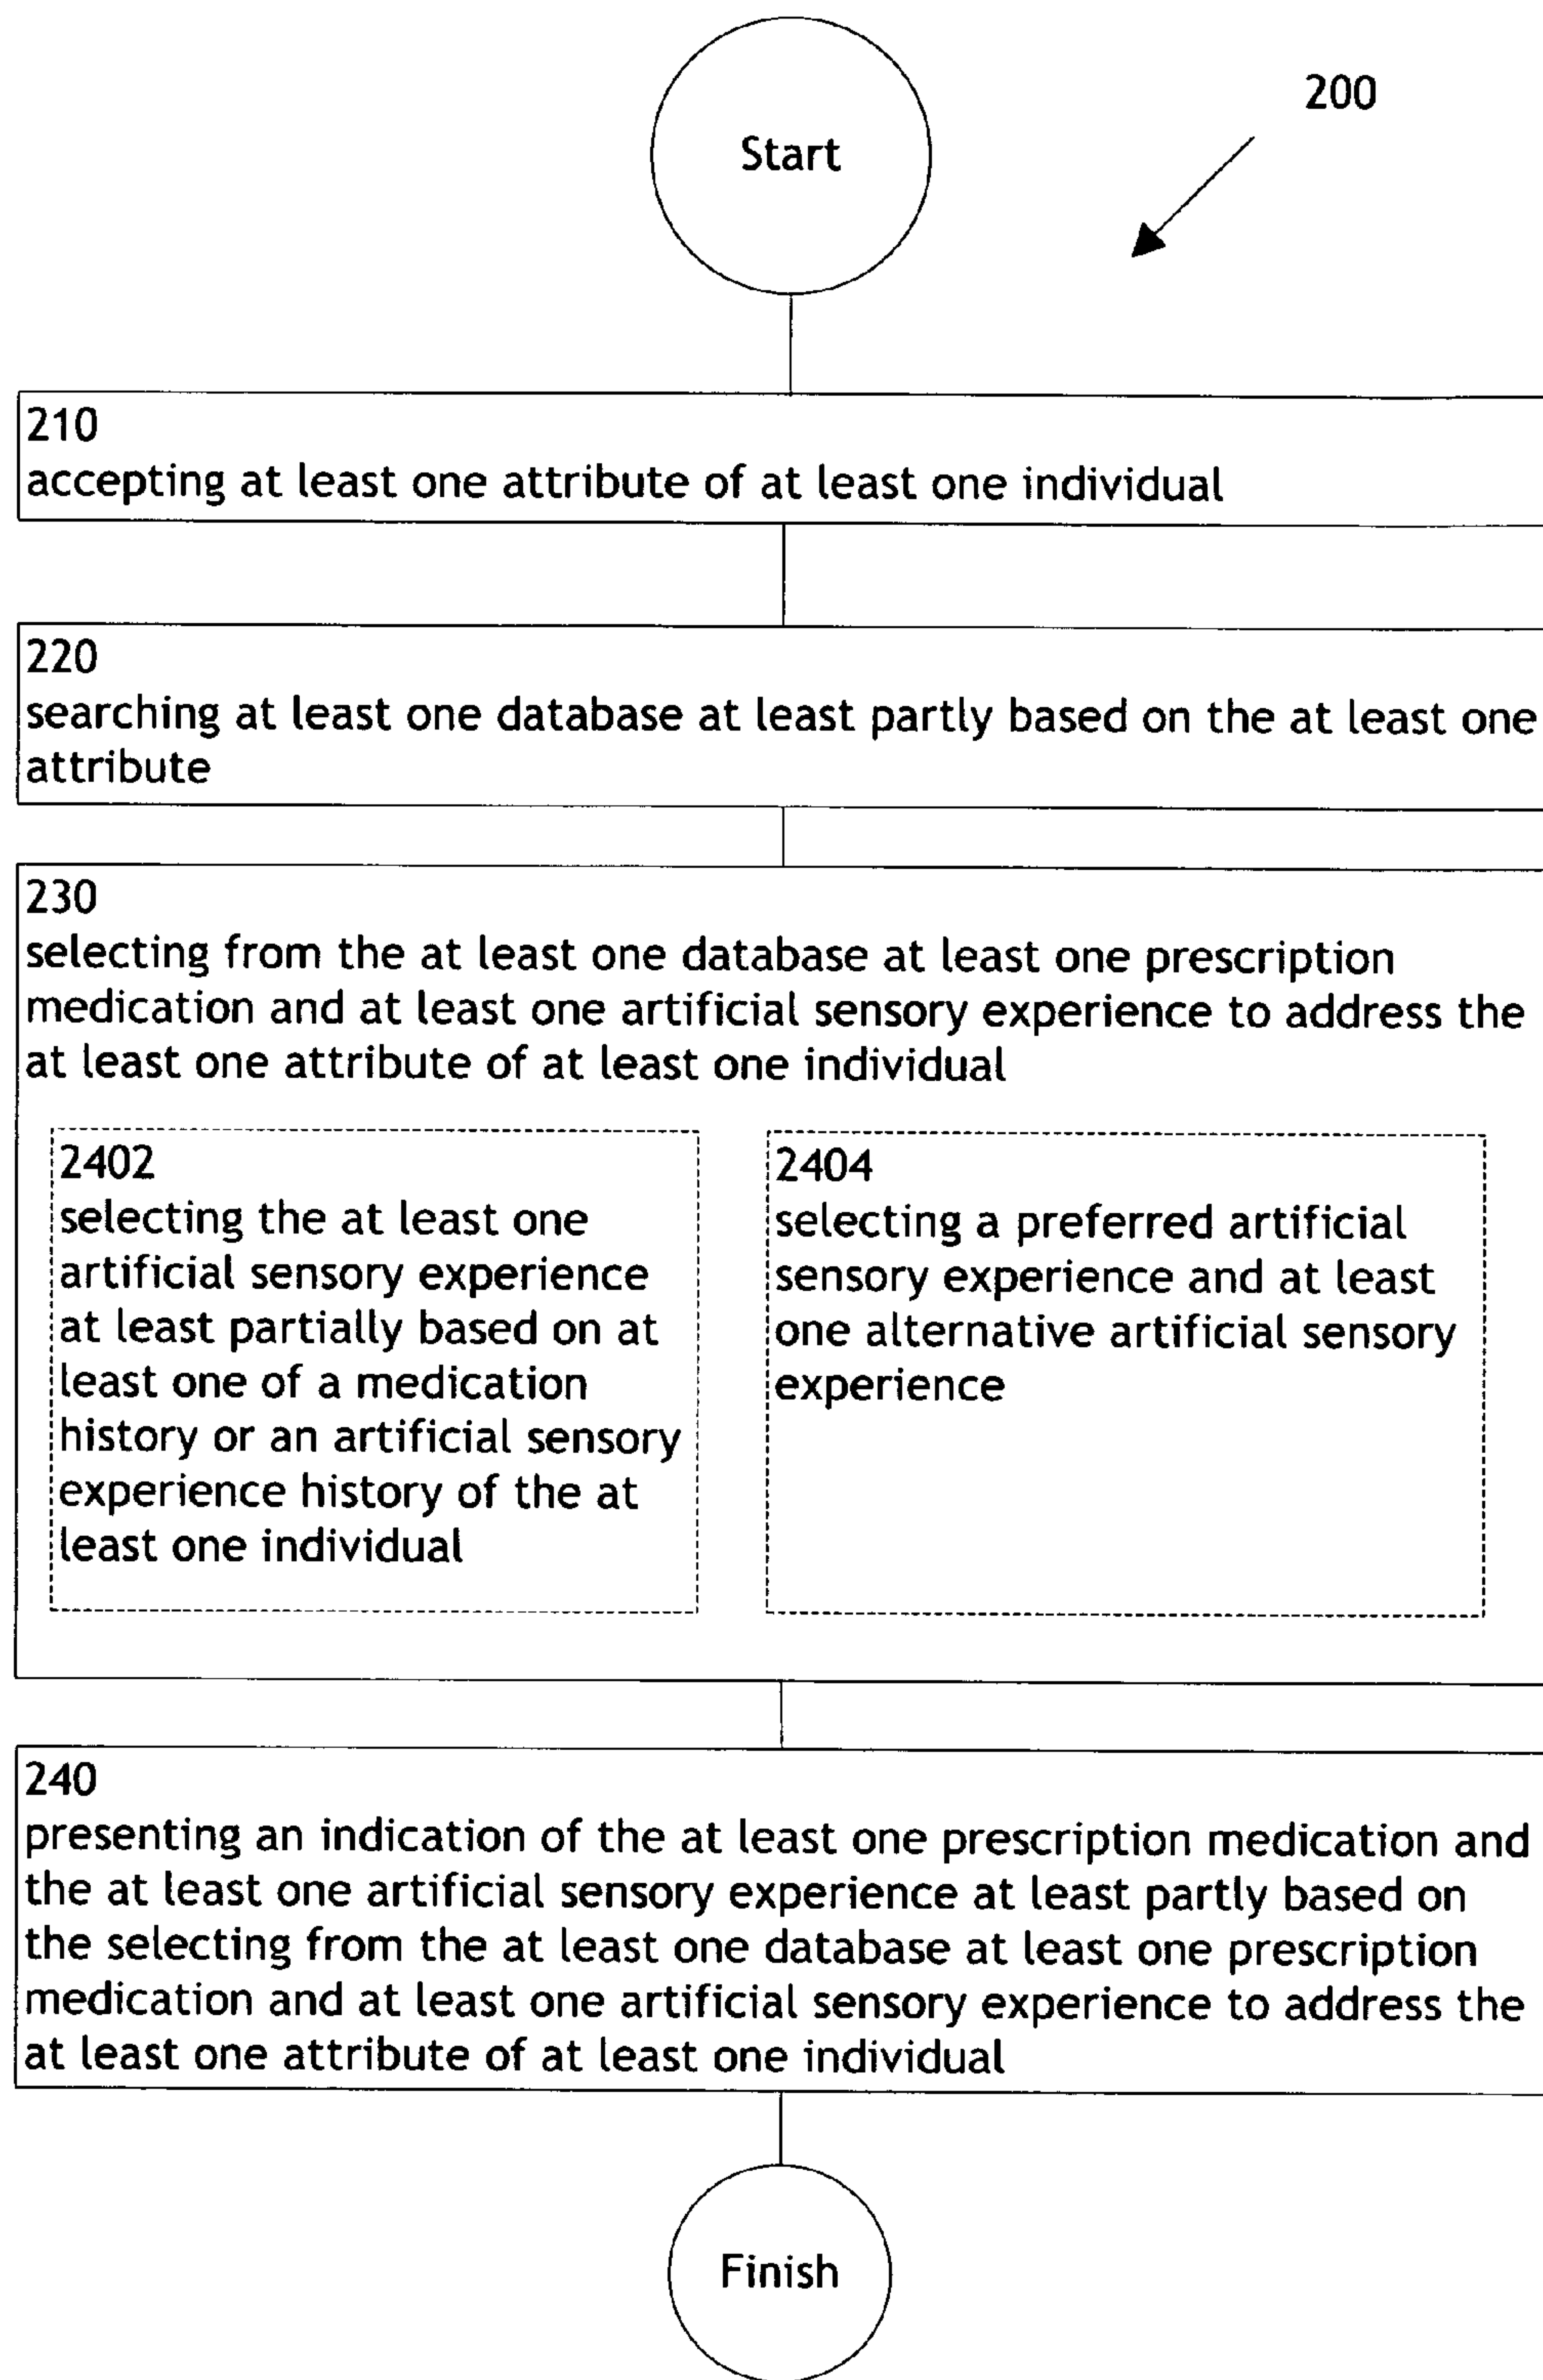 Start
200
210
accepting at least one attribute of at least one individual
220
searching at least one database at least partly based on the at least one
attribute
230
selecting from the at least one database at least one prescription
medication and at least one artificial sensory experience to address the
at least one attribute of at least one individual
2402
selecting the at least one
artificial sensory experience
at least partially based on at
least one of a medication
history or an artificial sensory
experience history of the at
least one individual
2404
selecting a preferred artificial
sensory experience and at least
one alternative artificial sensory
experience
240
presenting an indication of the at least one prescription medication and
the at least one artificial sensory experience at least partly based on
the selecting from the at least one database at least one prescription
medication and at least one artificial sensory experience to address the
at least one attribute of at least one individual
Finish